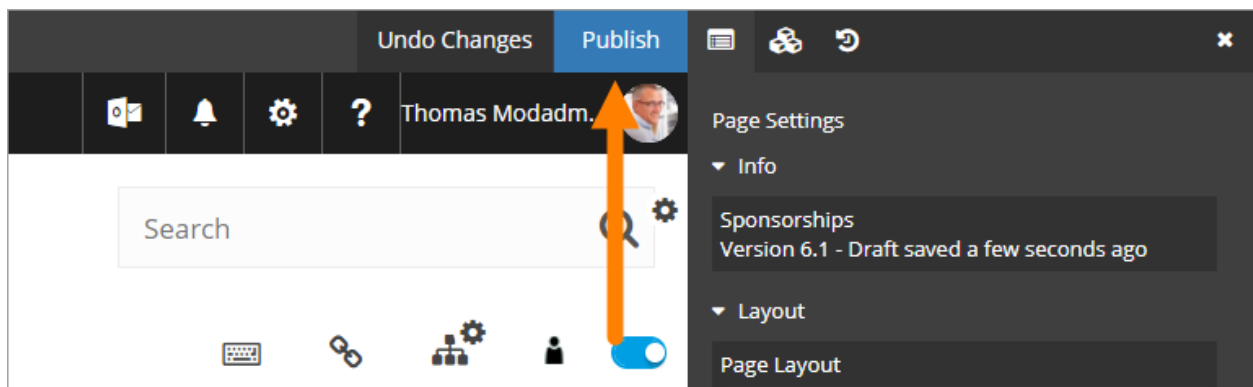 Undo Changes Publish
Thomas Modadm.
Page Settings
Info
Search
Sponsorships
Version 6.1 - Draft saved a few seconds ago
Layout
Page Layout